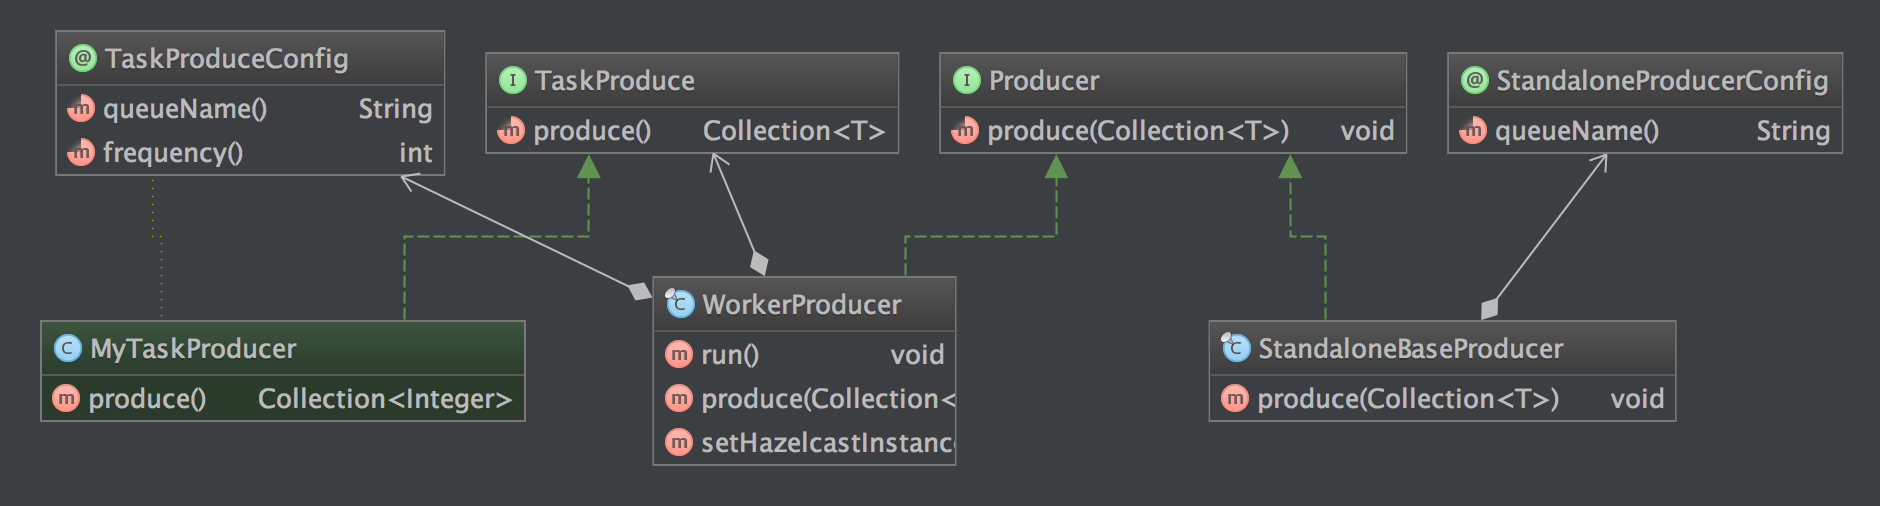 @ TaskProduceConfig
m queueName() String
m frequency() int
I TaskProduce
m produce() Collection<T>
I Producer
m produce(Collection<T>) void
@ StandaloneProducerConfig
m queueName() String
C MyTaskProducer
m produce() Collection<Integer>
C WorkerProducer
m run() void
m produce(Collection<
m setHazelcastInstanc
C StandaloneBaseProducer
m produce(Collection<T>) void